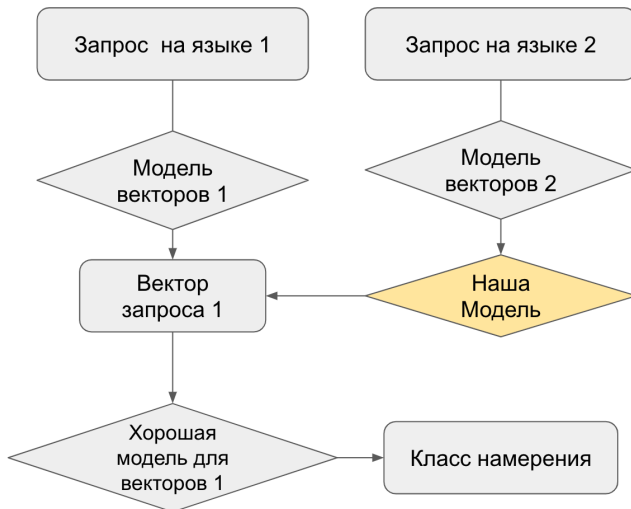 Запрос на языке 1
Запрос на языке 2
Модель
векторов 1
Модель
векторов 2
Вектор
запроса 1
Наша
Модель
Хорошая
модель для
векторов 1
Класс намерения